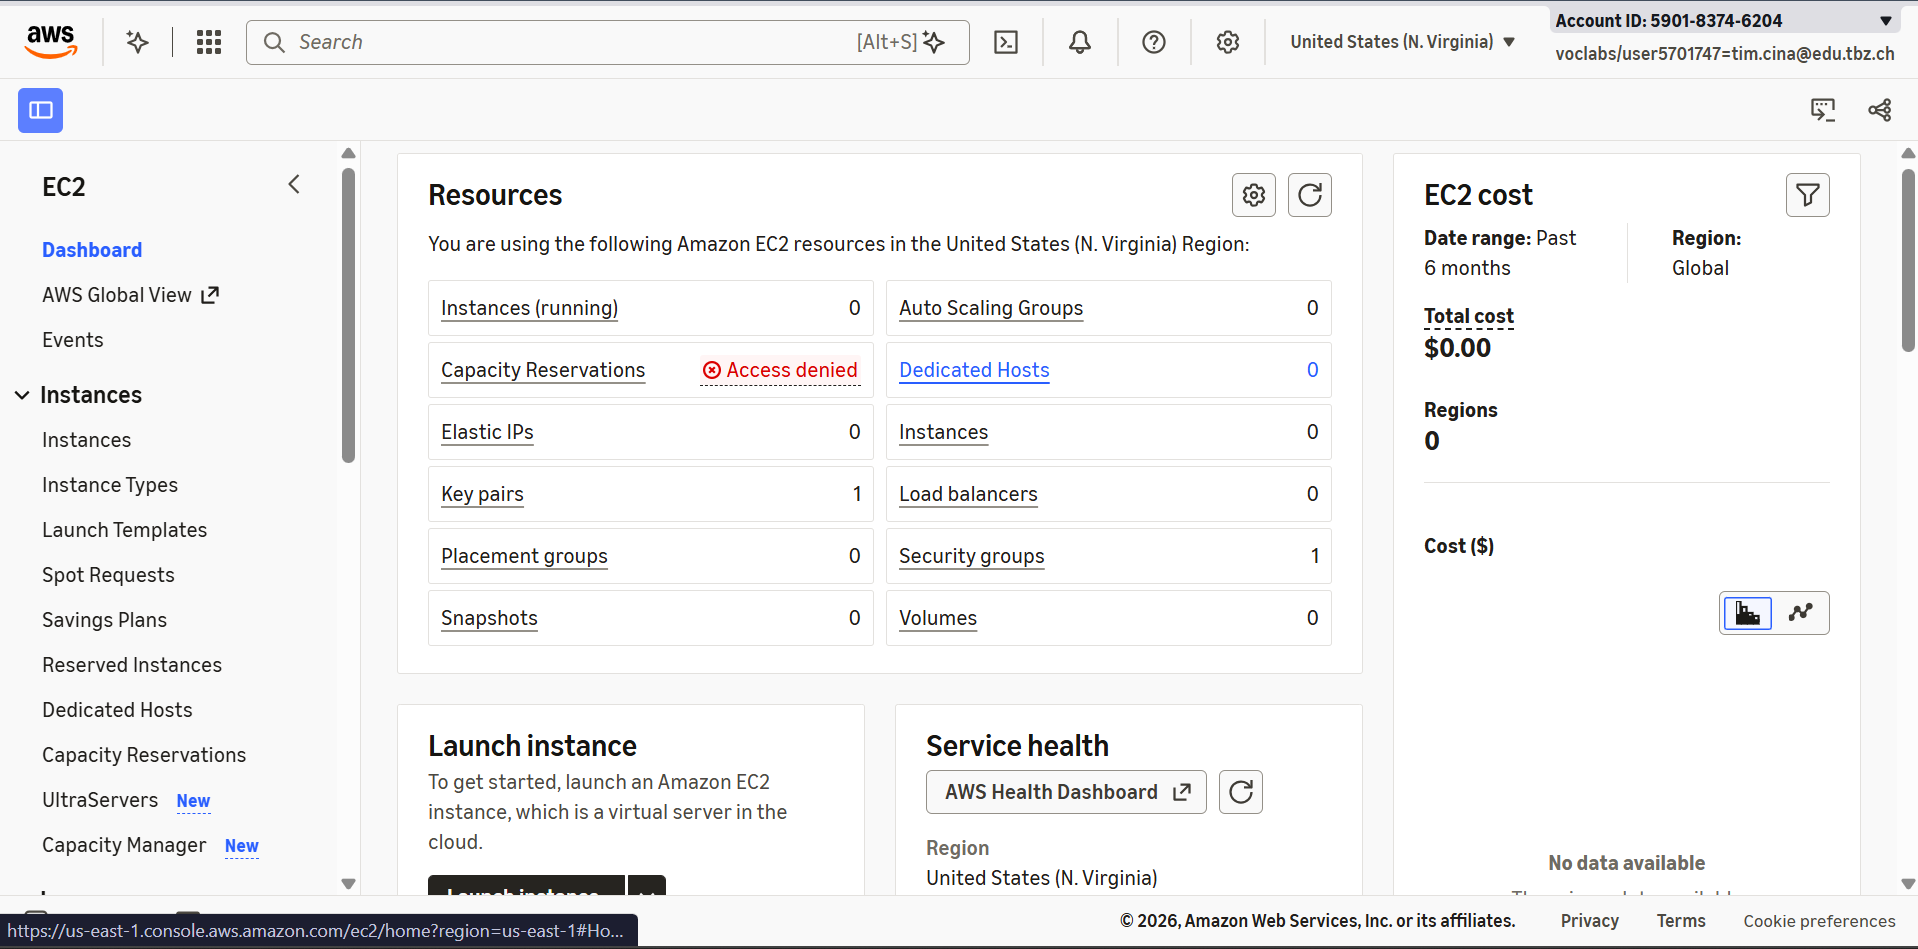 aws
Search [Alt+S]
United States (N. Virginia)
Account ID: 5901-8374-6204
voclabs/user5701747=tim.cina@edu.tbz.ch
EC2
Dashboard
AWS Global View
Events
Instances
Instances
Instance Types
Launch Templates
Spot Requests
Savings Plans
Reserved Instances
Dedicated Hosts
Capacity Reservations
UltraServers New
Capacity Manager New
Resources
You are using the following Amazon EC2 resources in the United States (N. Virginia) Region:
Instances (running) 0
Auto Scaling Groups 0
Capacity Reservations Access denied
Dedicated Hosts 0
Elastic IPs 0
Instances 0
Key pairs 1
Load balancers 0
Placement groups 0
Security groups 1
Snapshots 0
Volumes 0
Launch instance
To get started, launch an Amazon EC2
instance, which is a virtual server in the
cloud.
Launch instance
Service health
AWS Health Dashboard
Region
United States (N. Virginia)
EC2 cost
Date range: Past
6 months
Region:
Global
Total cost
$0.00
Regions
0
Cost ($)
No data available
https://us-east-1.console.aws.amazon.com/ec2/home?region=us-east-1#Ho...
© 2026, Amazon Web Services, Inc. or its affiliates.
Privacy
Terms
Cookie preferences